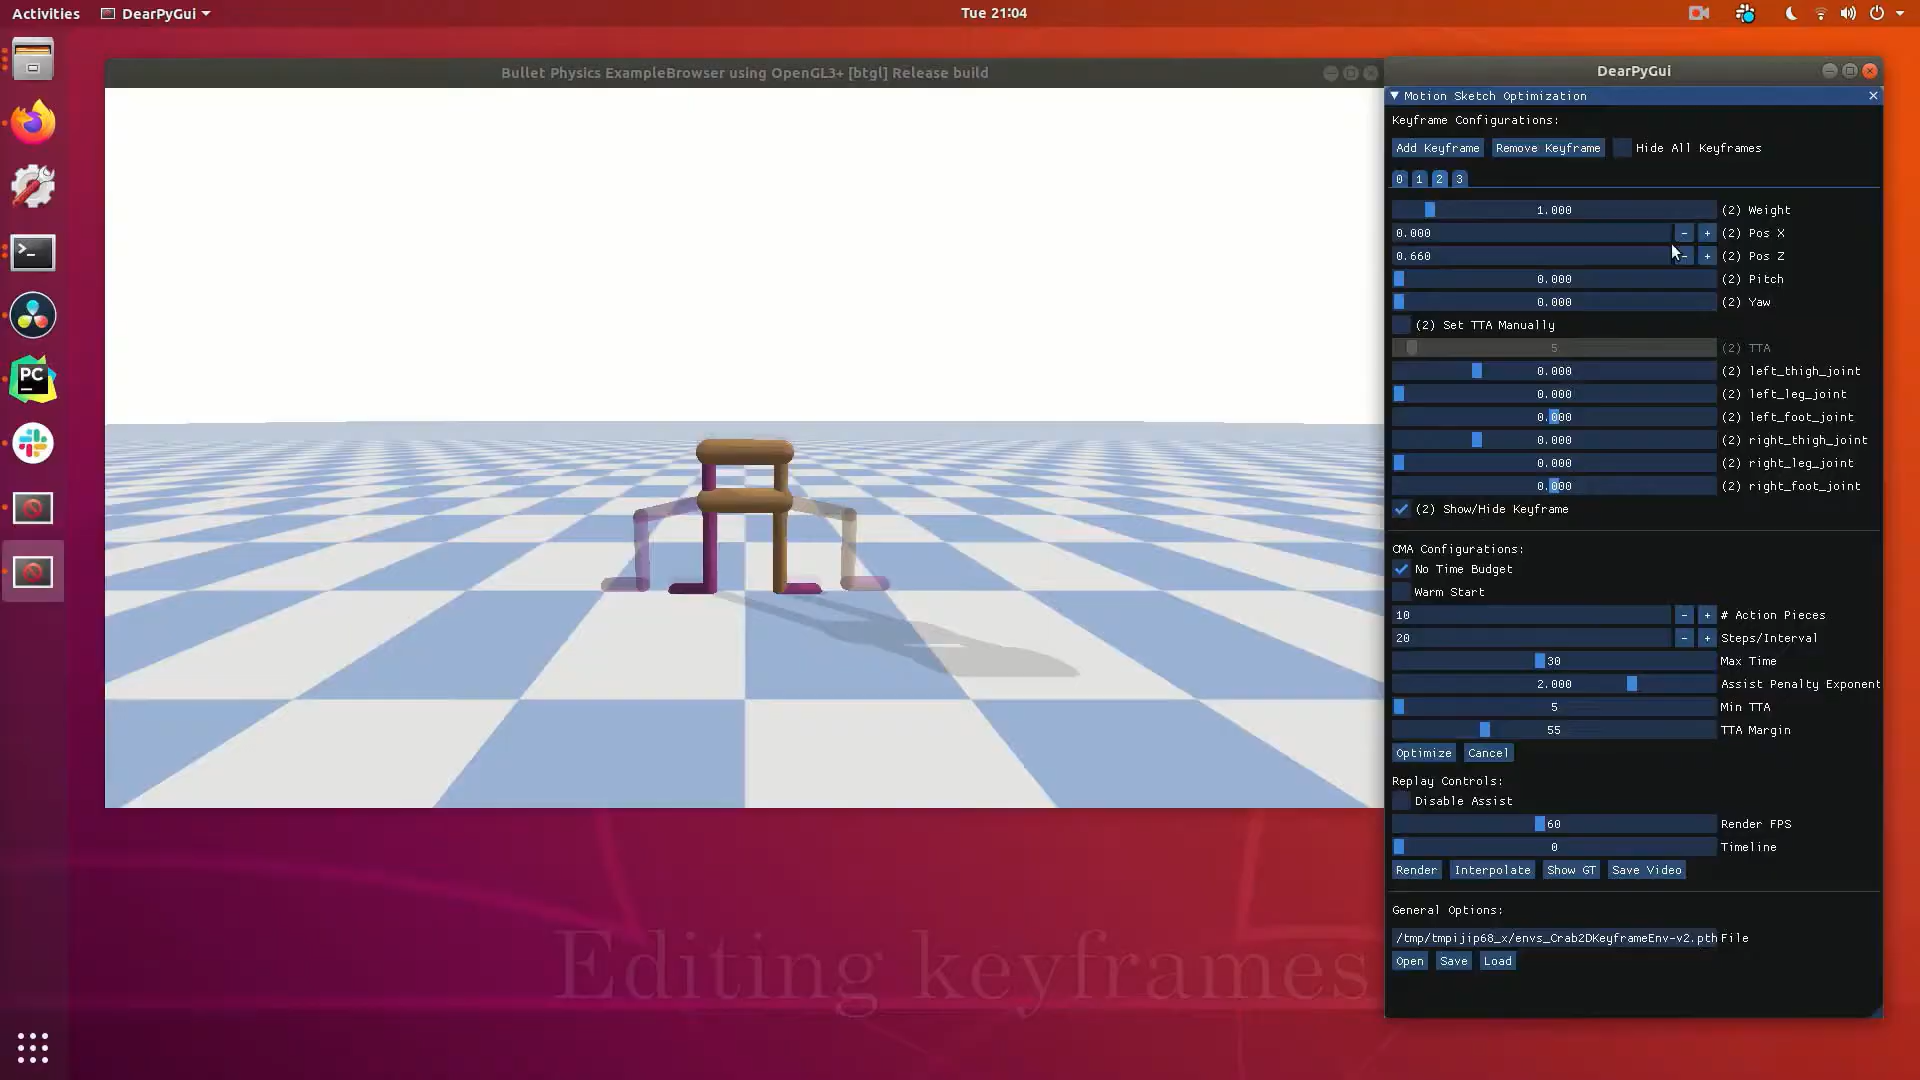 Activities DearPyGui Tue 21:04
Bullet Physics ExampleBrowser using OpenGL3+ [btgl] Release build
DearPyGui
Motion Sketch Optimization
Keyframe Configurations:
Add Keyframe Remove Keyframe Hide All Keyframes
0 1 2 3
1.000 (2) Weight
0.000 - + (2) Pos X
0.660 - + (2) Pos Z
0.000 (2) Pitch
0.000 (2) Yaw
(2) Set TTA Manually
5 (2) TTA
0.000 (2) left_thigh_joint
0.000 (2) left_leg_joint
0.000 (2) left_foot_joint
0.000 (2) right_thigh_joint
0.000 (2) right_leg_joint
0.000 (2) right_foot_joint
(2) Show/Hide Keyframe
CMA Configurations:
No Time Budget
Warm Start
10 - + # Action Pieces
20 - + Steps/Interval
30 Max Time
2.000 Assist Penalty Exponent
5 Min TTA
55 TTA Margin
Optimize Cancel
Replay Controls:
Disable Assist
60 Render FPS
0 Timeline
Render Interpolate Show GT Save Video
General Options:
/tmp/tmpijip68_x/envs_Crab2DKeyframeEnv-v2.pth File
Open Save Load
PC
Editing keyframes